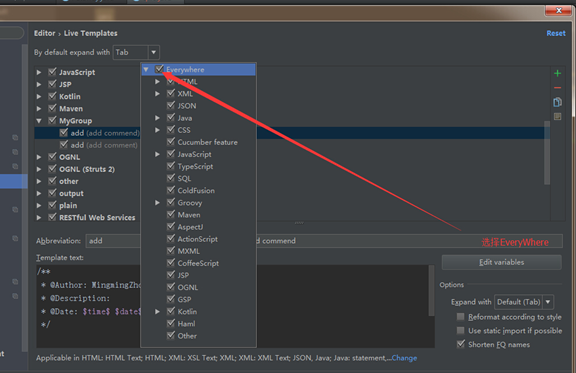 Editor › Live Templates
Reset
By default expand with Tab
JavaScript
JSP
Kotlin
Maven
MyGroup
add (add commend)
add (add comment)
OGNL
OGNL (Struts 2)
other
output
plain
RESTful Web Services
Everywhere
HTML
XML
JSON
Java
CSS
Cucumber feature
JavaScript
TypeScript
SQL
ColdFusion
Groovy
Maven
AspectJ
ActionScript
MXML
CoffeeScript
JSP
OGNL
GSP
Kotlin
Haml
Other
选择EveryWhere
Abbreviation: add
commend
Template text:
/**
* @Author:
* @Description:
* @Date: $time$ $date$
*/
Edit variables
Options
Expand with Default (Tab)
Reformat according to style
Use static import if possible
Shorten FQ names
Applicable in HTML: HTML Text; HTML; XML: XSL Text; XML; XML: XML Text; JSON, Java; Java: statement,...Change